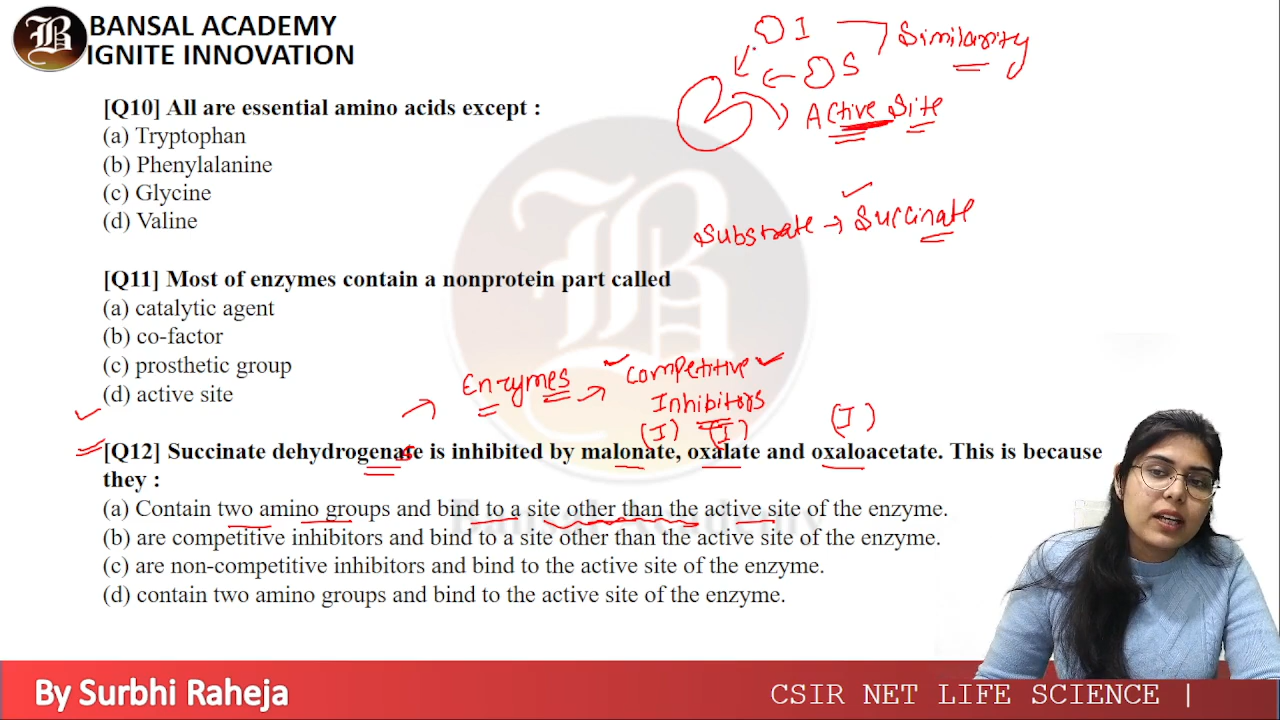 BANSAL ACADEMY
IGNITE INNOVATION
I
Similarity
S
Active Site
[Q10] All are essential amino acids except :
(a) Tryptophan
(b) Phenylalanine
(c) Glycine
(d) Valine
Substrate → Succinate
[Q11] Most of enzymes contain a nonprotein part called
(a) catalytic agent
(b) co-factor
(c) prosthetic group
(d) active site
Enzymes → Competitive
Inhibitors
(I) (I) (I)
[Q12] Succinate dehydrogenate is inhibited by malonate, oxalate and oxaloacetate. This is because
they :
(a) Contain two amino groups and bind to a site other than the active site of the enzyme.
(b) are competitive inhibitors and bind to a site other than the active site of the enzyme.
(c) are non-competitive inhibitors and bind to the active site of the enzyme.
(d) contain two amino groups and bind to the active site of the enzyme.
Bansal Academy
By Surbhi Raheja
CSIR NET LIFE SCIENCE |